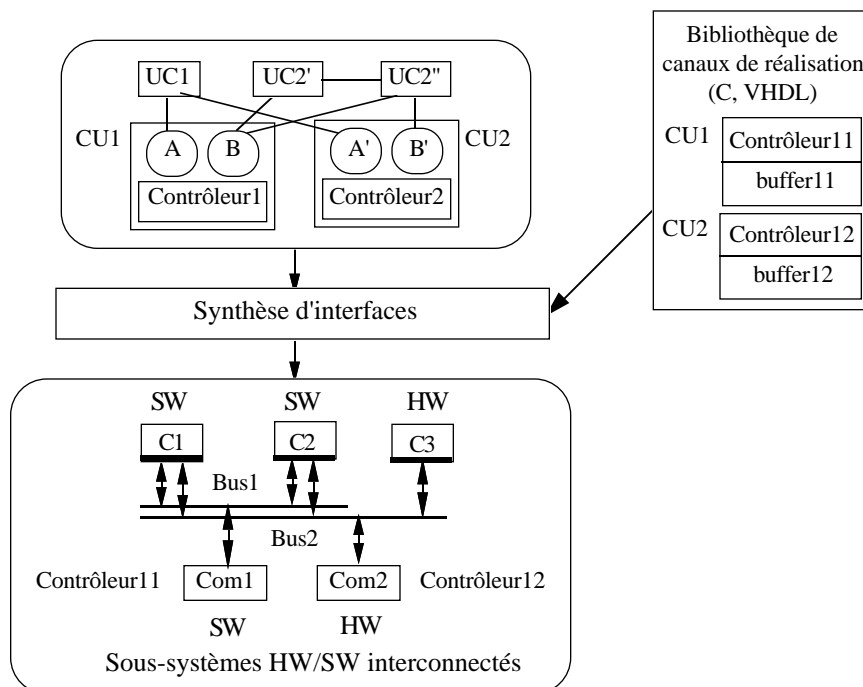 UC1 UC2' UC2"
CU1 CU2
A B A' B'
Contrôleur1 Contrôleur2
Bibliothèque de
canaux de réalisation
(C, VHDL)
CU1 Contrôleur11
buffer11
CU2 Contrôleur12
buffer12
Synthèse d'interfaces
SW SW HW
C1 C2 C3
Bus1
Bus2
Contrôleur11 Com1 Com2 Contrôleur12
SW HW
Sous-systèmes HW/SW interconnectés